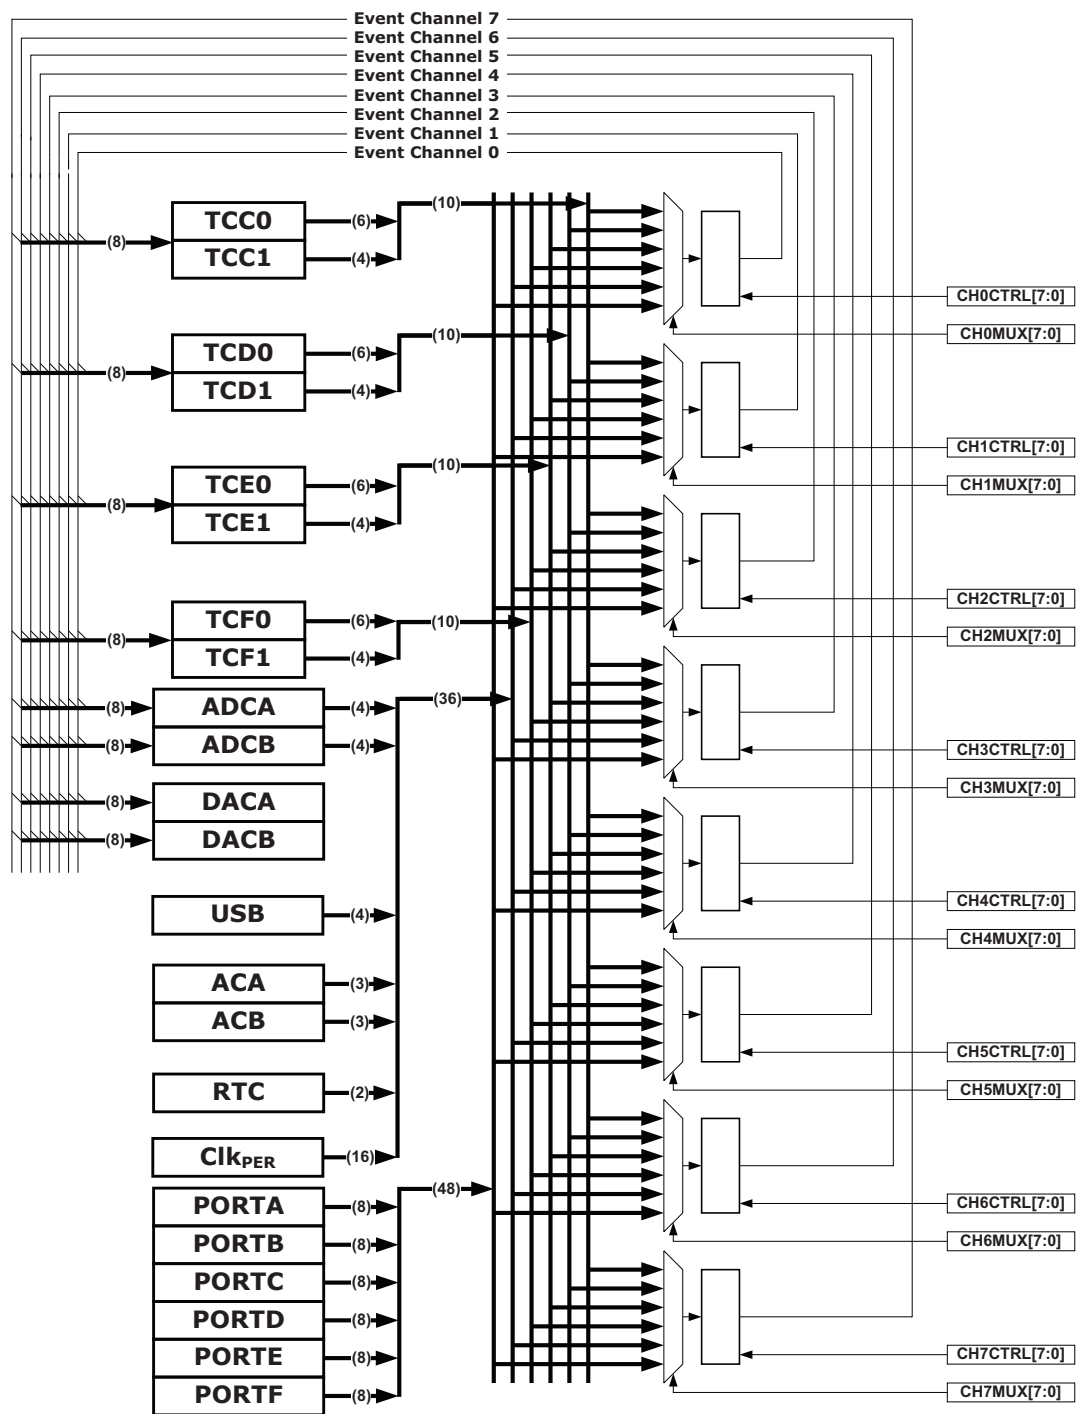 Event Channel 7
Event Channel 6
Event Channel 5
Event Channel 4
Event Channel 3
Event Channel 2
Event Channel 1
Event Channel 0
(10)
TCC0 (6)
(8)
TCC1 (4)
CH0CTRL[7:0]
CH0MUX[7:0]
(10)
TCD0 (6)
(8)
TCD1 (4)
CH1CTRL[7:0]
(10)
TCE0 (6)
CH1MUX[7:0]
(8)
TCE1 (4)
CH2CTRL[7:0]
TCF0 (6) (10)
CH2MUX[7:0]
(8)
TCF1 (4)
(36)
(8) ADCA (4)
(8) ADCB (4)
CH3CTRL[7:0]
CH3MUX[7:0]
(8) DACA
(8) DACB
CH4CTRL[7:0]
USB (4)
CH4MUX[7:0]
ACA (3)
ACB (3)
CH5CTRL[7:0]
RTC (2)
CH5MUX[7:0]
ClkPER (16)
(48)
PORTA (8)
CH6CTRL[7:0]
PORTB (8)
CH6MUX[7:0]
PORTC (8)
PORTD (8)
PORTE (8)
CH7CTRL[7:0]
PORTF (8)
CH7MUX[7:0]